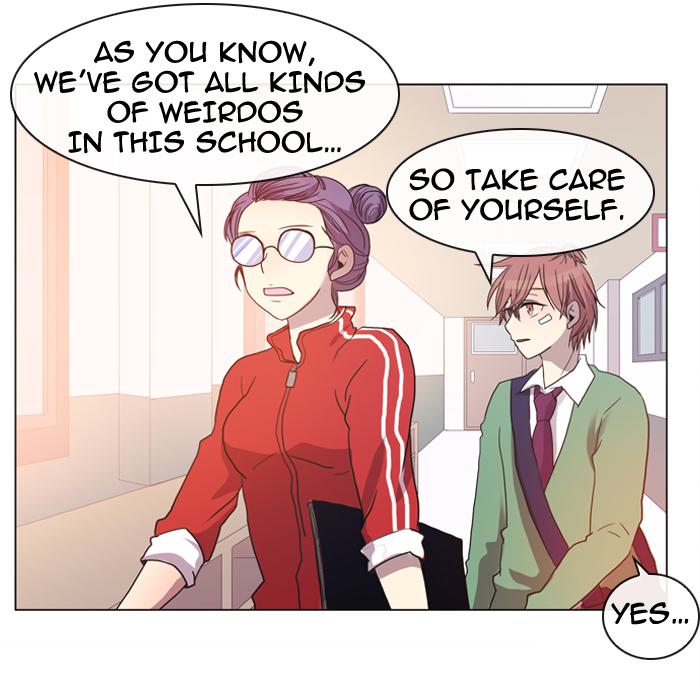 AS YOU KNOW,
WE'VE GOT ALL KINDS
OF WEIRDOS
IN THIS SCHOOL...
SO TAKE CARE
OF YOURSELF.
YES...